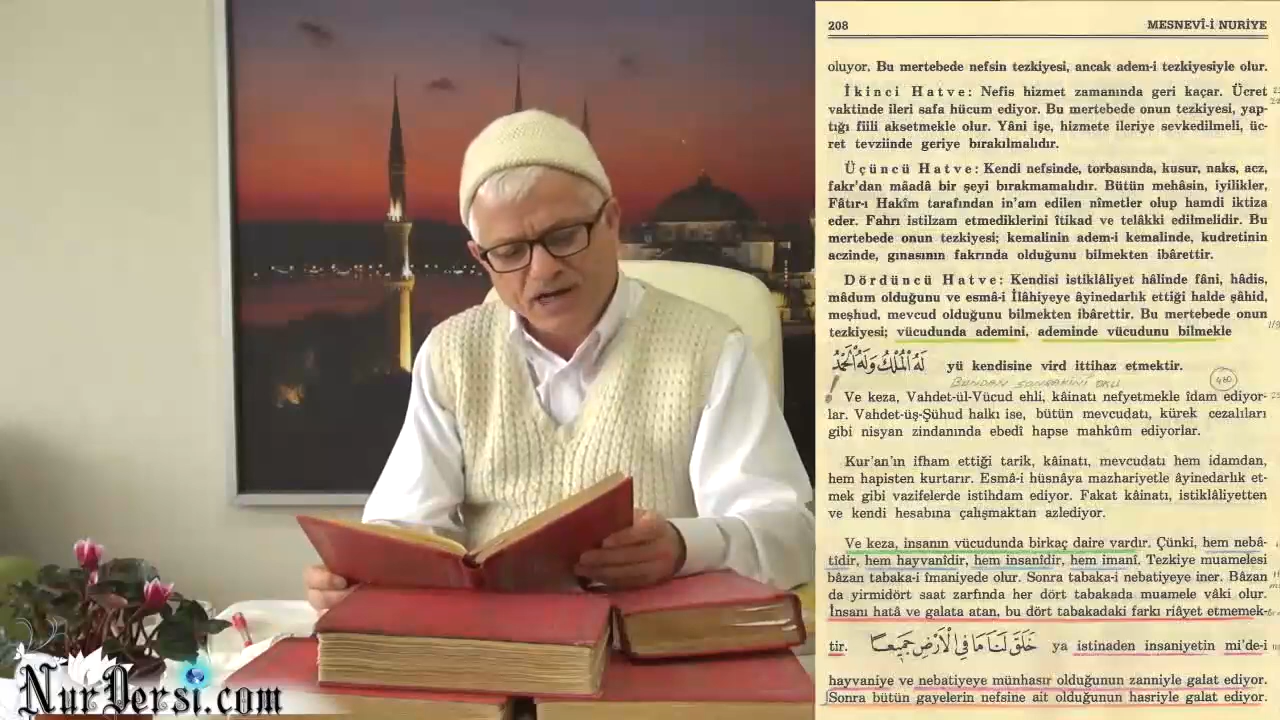 208 MESNEVÎ-İ NURİYE
oluyor. Bu mertebede nefsin tezkiyesi, ancak adem-i tezkiyesiyle olur.
İkinci Hatve: Nefis hizmet zamanında geri kaçar. Ücret
vaktinde ileri safa hücum ediyor. Bu mertebede onun tezkiyesi, yap-
tığı fiili aksetmekle olur. Yâni işe, hizmete ileriye sevkedilmeli, üc-
ret tevziinde geriye bırakılmalıdır.
Üçüncü Hatve: Kendi nefsinde, torbasında, kusur, naks, acz,
fakr'dan mâadâ bir şeyi bırakmamalıdır. Bütün mehâsin, iyilikler,
Fâtır-ı Hakîm tarafından in'am edilen nîmetler olup hamdi iktiza
eder. Fahrı istilzam etmediklerini îtikad ve telâkki edilmelidir. Bu
mertebede onun tezkiyesi; kemalinin adem-i kemalinde, kudretinin
aczinde, gınasının fakrında olduğunu bilmekten ibârettir.
Dördüncü Hatve: Kendisi istiklâliyet hâlinde fâni, hâdis,
mâdum olduğunu ve esmâ-i İlâhiyeye âyinedarlık ettiği halde şâhid,
meşhud, mevcud olduğunu bilmekten ibârettir. Bu mertebede onun
tezkiyesi; vücudunda ademini, ademinde vücudunu bilmekle
لَهُ الْمُلْكُ وَلَهُ الْحَمْدُ yü kendisine vird ittihaz etmektir.
BUNDAN SONRAKİNİ OKU 460
Ve keza, Vahdet-ül-Vücud ehli, kâinatı nefyetmekle îdam ediyor-
lar. Vahdet-üş-Şühud halkı ise, bütün mevcudatı, kürek cezalıları
gibi nisyan zindanında ebedî hapse mahkûm ediyorlar.
Kur'an'ın ifham ettiği tarik, kâinatı, mevcudatı hem idamdan,
hem hapisten kurtarır. Esmâ-i hüsnâya mazhariyetle âyinedarlık et-
mek gibi vazifelerde istihdam ediyor. Fakat kâinatı, istiklâliyetten
ve kendi hesabına çalışmaktan azlediyor.
Ve keza, insanın vücudunda birkaç daire vardır. Çünki, hem nebâ-
tîdir, hem hayvanîdir, hem insanîdir, hem imanî. Tezkiye muamelesi
bâzan tabaka-i îmaniyede olur. Sonra tabaka-i nebatiyeye iner. Bâzan
da yirmidört saat zarfında her dört tabakada muamele vâki olur.
İnsanı hatâ ve galata atan, bu dört tabakadaki farkı riâyet etmemek-
tir. خَلَقَ لَنَا مَا فِي الْاَرْضِ جَمِيعًا ya istinaden insaniyetin mi'de-i
hayvaniye ve nebatiyeye münhasır olduğunun zanniyle galat ediyor.
Sonra bütün gayelerin nefsine ait olduğunun hasriyle galat ediyor.
NurDersi.com